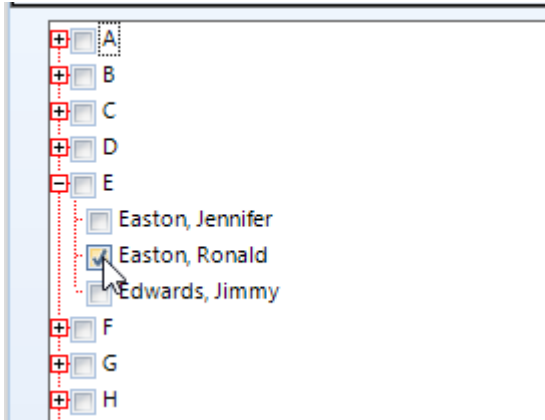 A
B
C
D
E
Easton, Jennifer
Easton, Ronald
Edwards, Jimmy
F
G
H